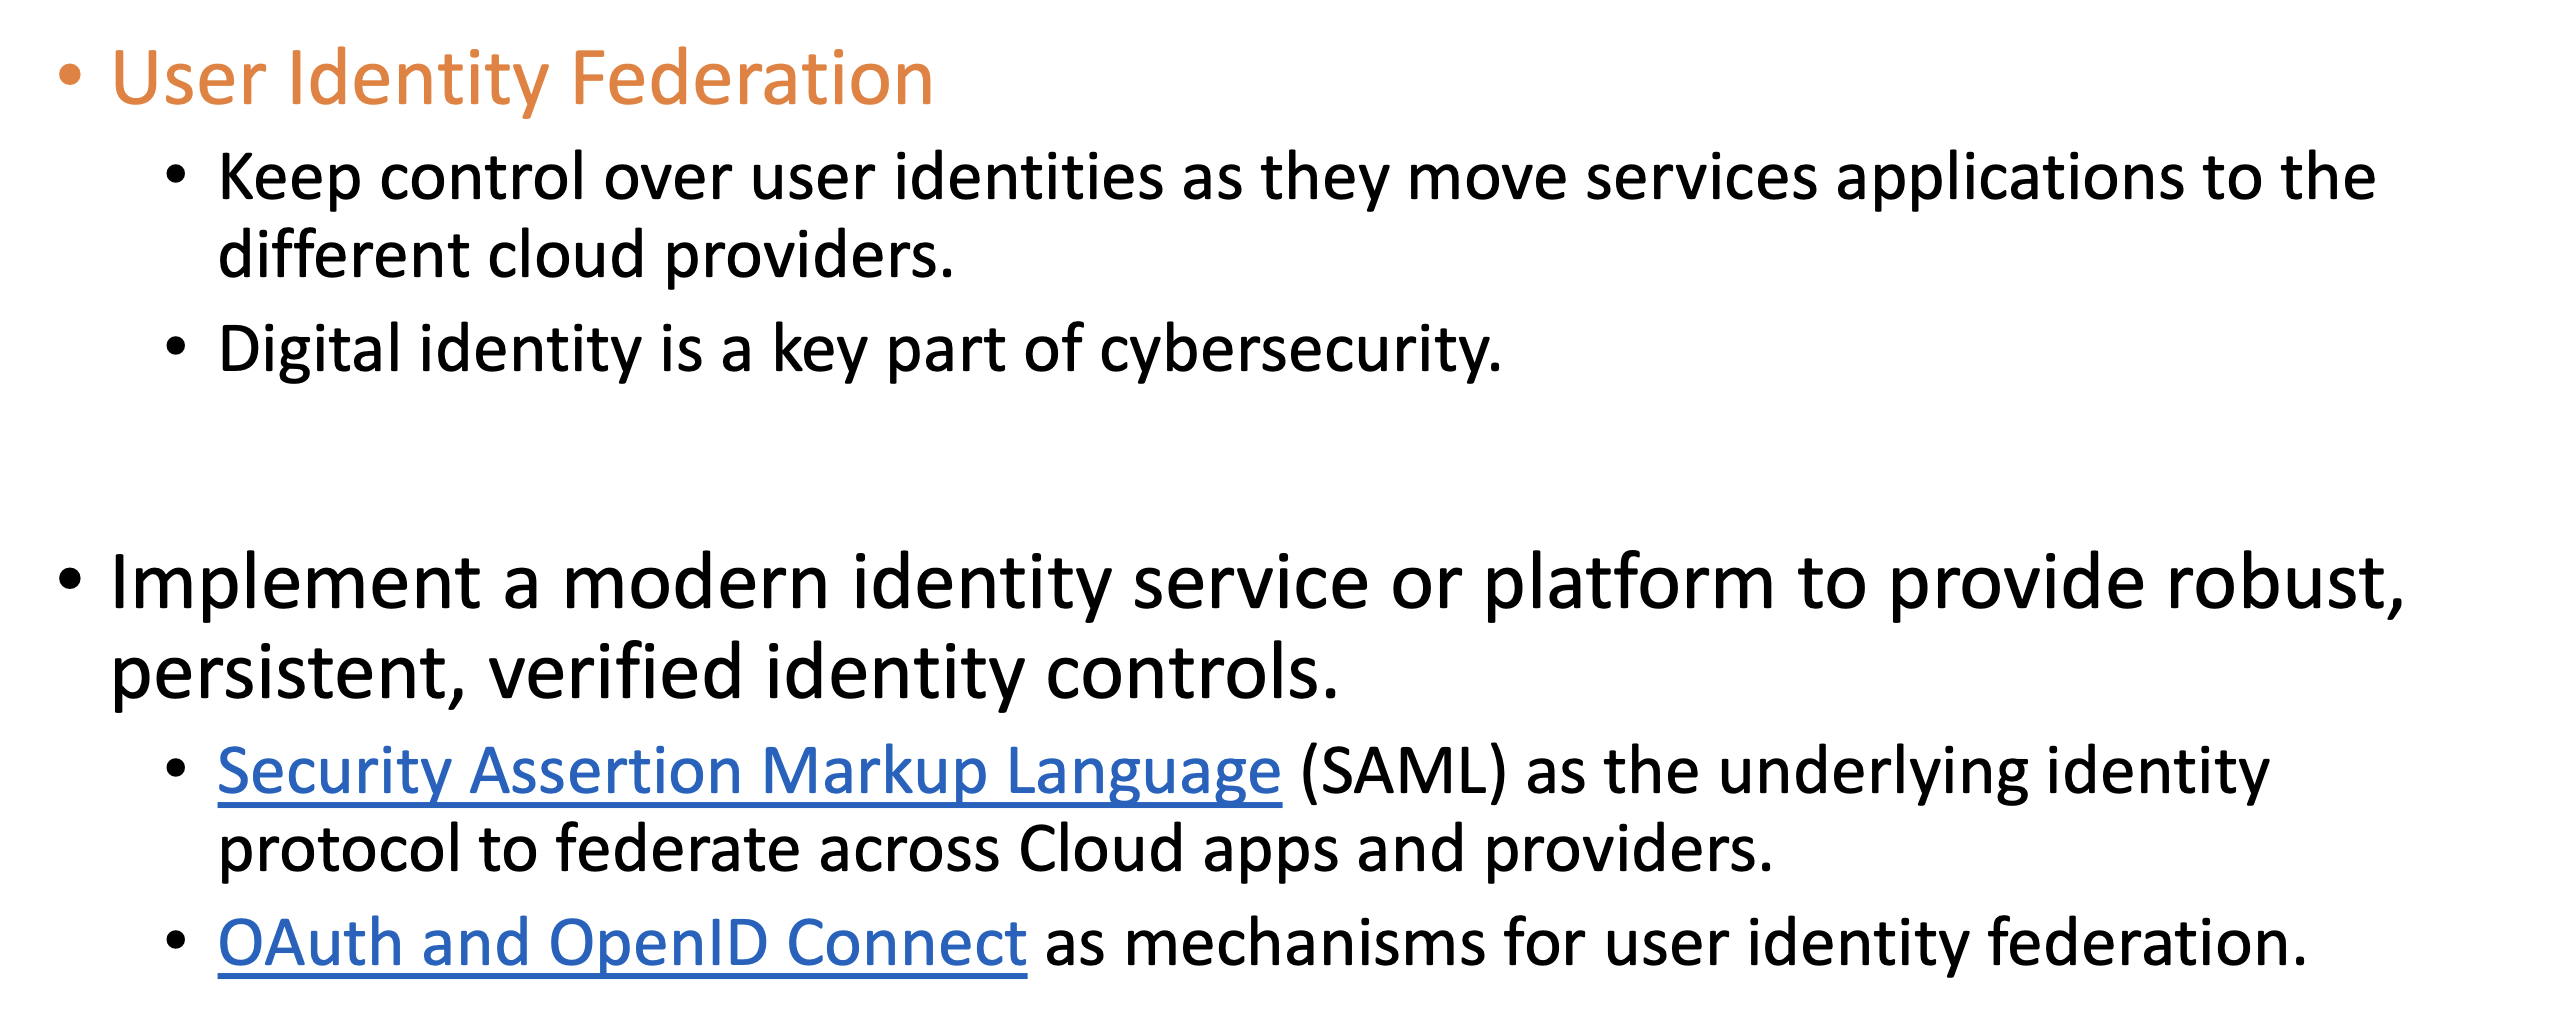 • User Identity Federation
• Keep control over user identities as they move services applications to the
different cloud providers.
• Digital identity is a key part of cybersecurity.
• Implement a modern identity service or platform to provide robust,
persistent, verified identity controls.
• Security Assertion Markup Language (SAML) as the underlying identity
protocol to federate across Cloud apps and providers.
• OAuth and OpenID Connect as mechanisms for user identity federation.